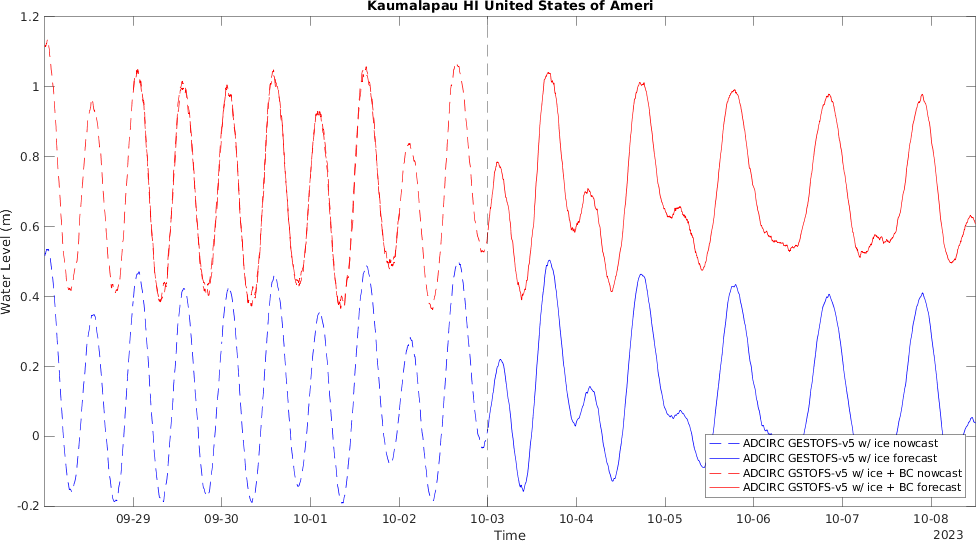 Kaumalapau HI United States of Ameri
1.2
1
0.8
0.6
0.4
0.2
0
-0.2
Water Level (m)
09-29 09-30 10-01 10-02 10-03 10-04 10-05 10-06 10-07 10-08
Time
2023
ADCIRC GESTOFS-v5 w/ ice nowcast
ADCIRC GESTOFS-v5 w/ ice forecast
ADCIRC GSTOFS-v5 w/ ice + BC nowcast
ADCIRC GSTOFS-v5 w/ ice + BC forecast